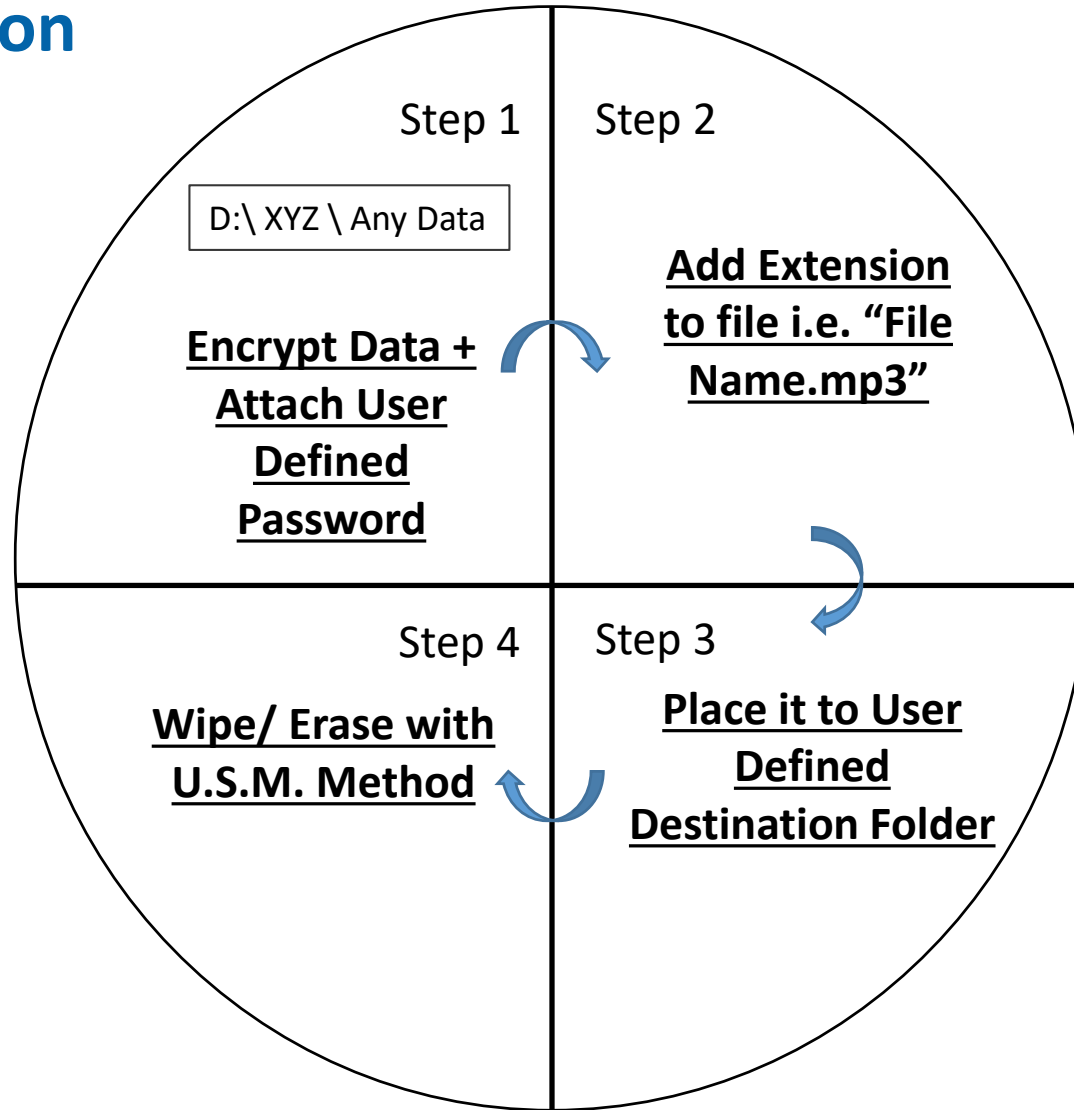 on
Step 1
D:\ XYZ \ Any Data
Encrypt Data +
Attach User
Defined
Password
Step 2
Add Extension
to file i.e. “File
Name.mp3”
Step 3
Place it to User
Defined
Destination Folder
Step 4
Wipe/ Erase with
U.S.M. Method